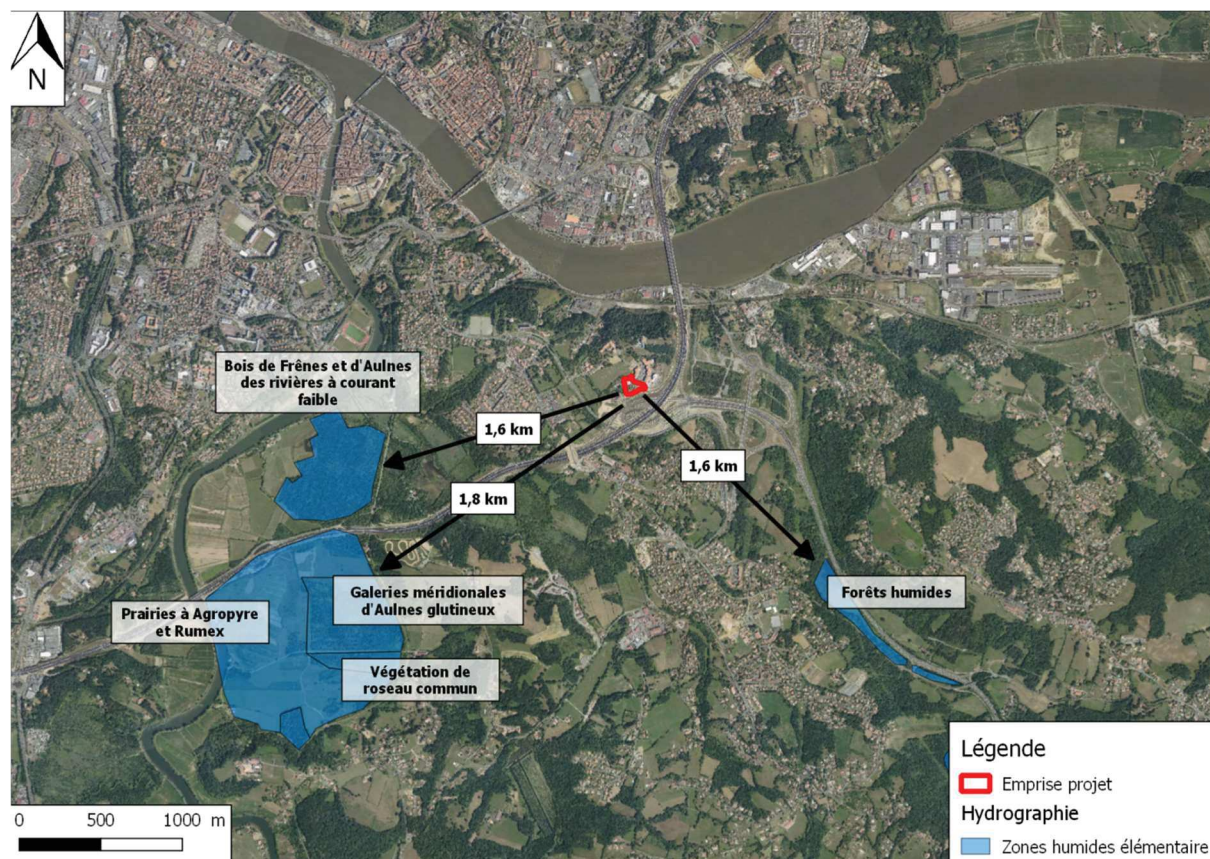 N
Bois de Frênes et d'Aulnes
des rivières à courant
faible
1,6 km
1,8 km
1,6 km
Galeries méridionales
d'Aulnes glutineux
Forêts humides
Prairies à Agropyre
et Rumex
Végétation de
roseau commun
Légende
Emprise projet
Hydrographie
Zones humides élémentaire
0 500 1000 m